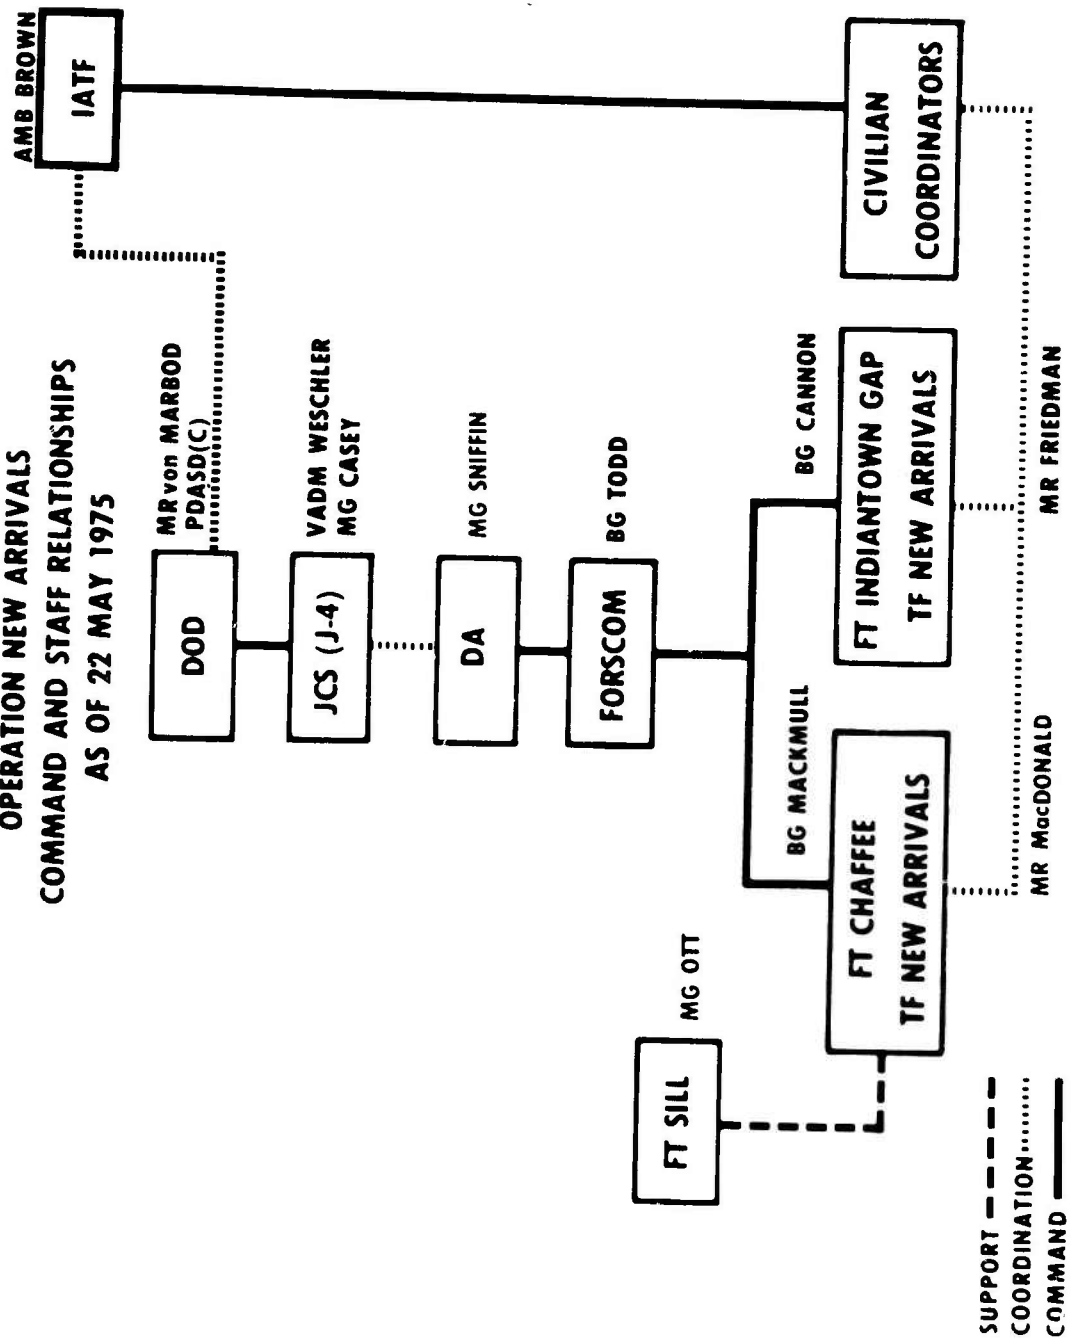 OPERATION NEW ARRIVALS
COMMAND AND STAFF RELATIONSHIPS
AS OF 22 MAY 1975
AMB BROWN
IATF
MR von MARBOD
PDASD(C)
DOD
VADM WESCHLER
MG CASEY
JCS (J-4)
MG SNIFFIN
DA
BG TODD
FORSCOM
MG OTT
FT SILL
BG MACKMULL
FT CHAFFEE
TF NEW ARRIVALS
BG CANNON
FT INDIANTOWN GAP
TF NEW ARRIVALS
CIVILIAN
COORDINATORS
MR MacDONALD
MR FRIEDMAN
SUPPORT
COORDINATION
COMMAND